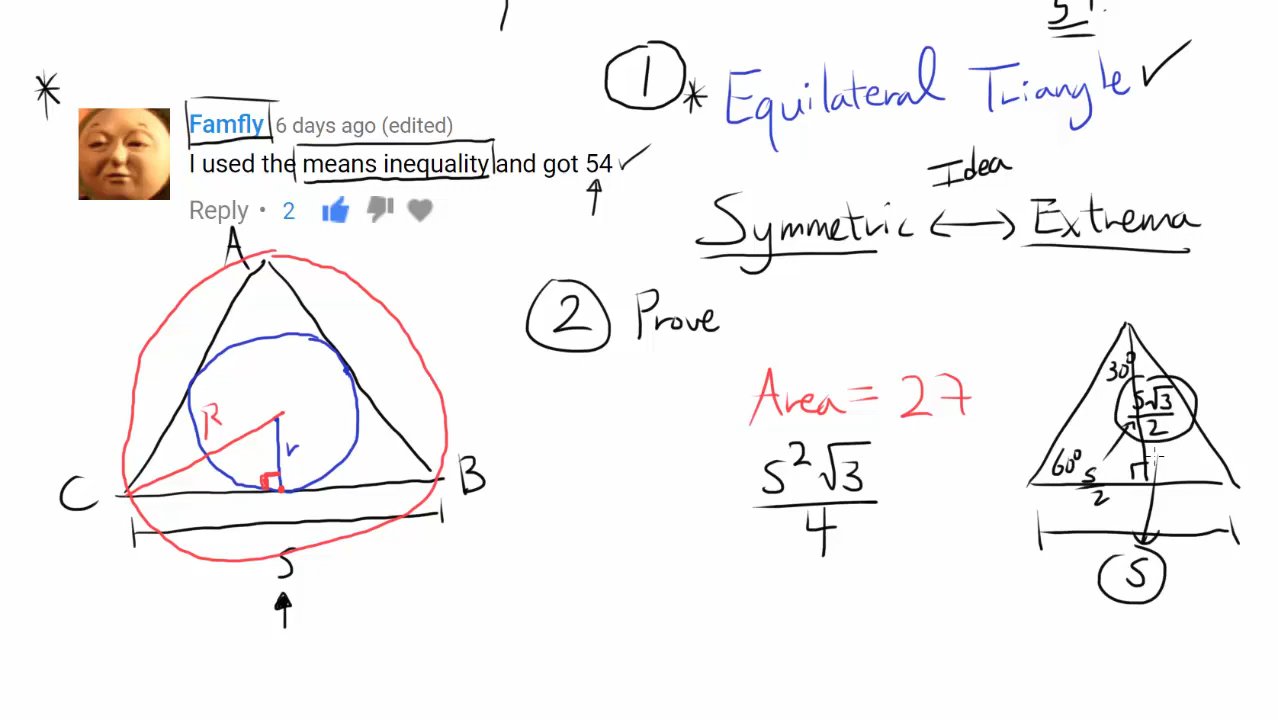 5!
*
Famfly 6 days ago (edited)
I used the means inequality and got 54 ✓
Reply • 2
① * Equilateral Triangle ✓
Idea
Symmetric ⟷ Extrema
② Prove
A
R
r
C
B
S
Area = 27
s²√3
4
30°
s√3
2
60°
s
2
S